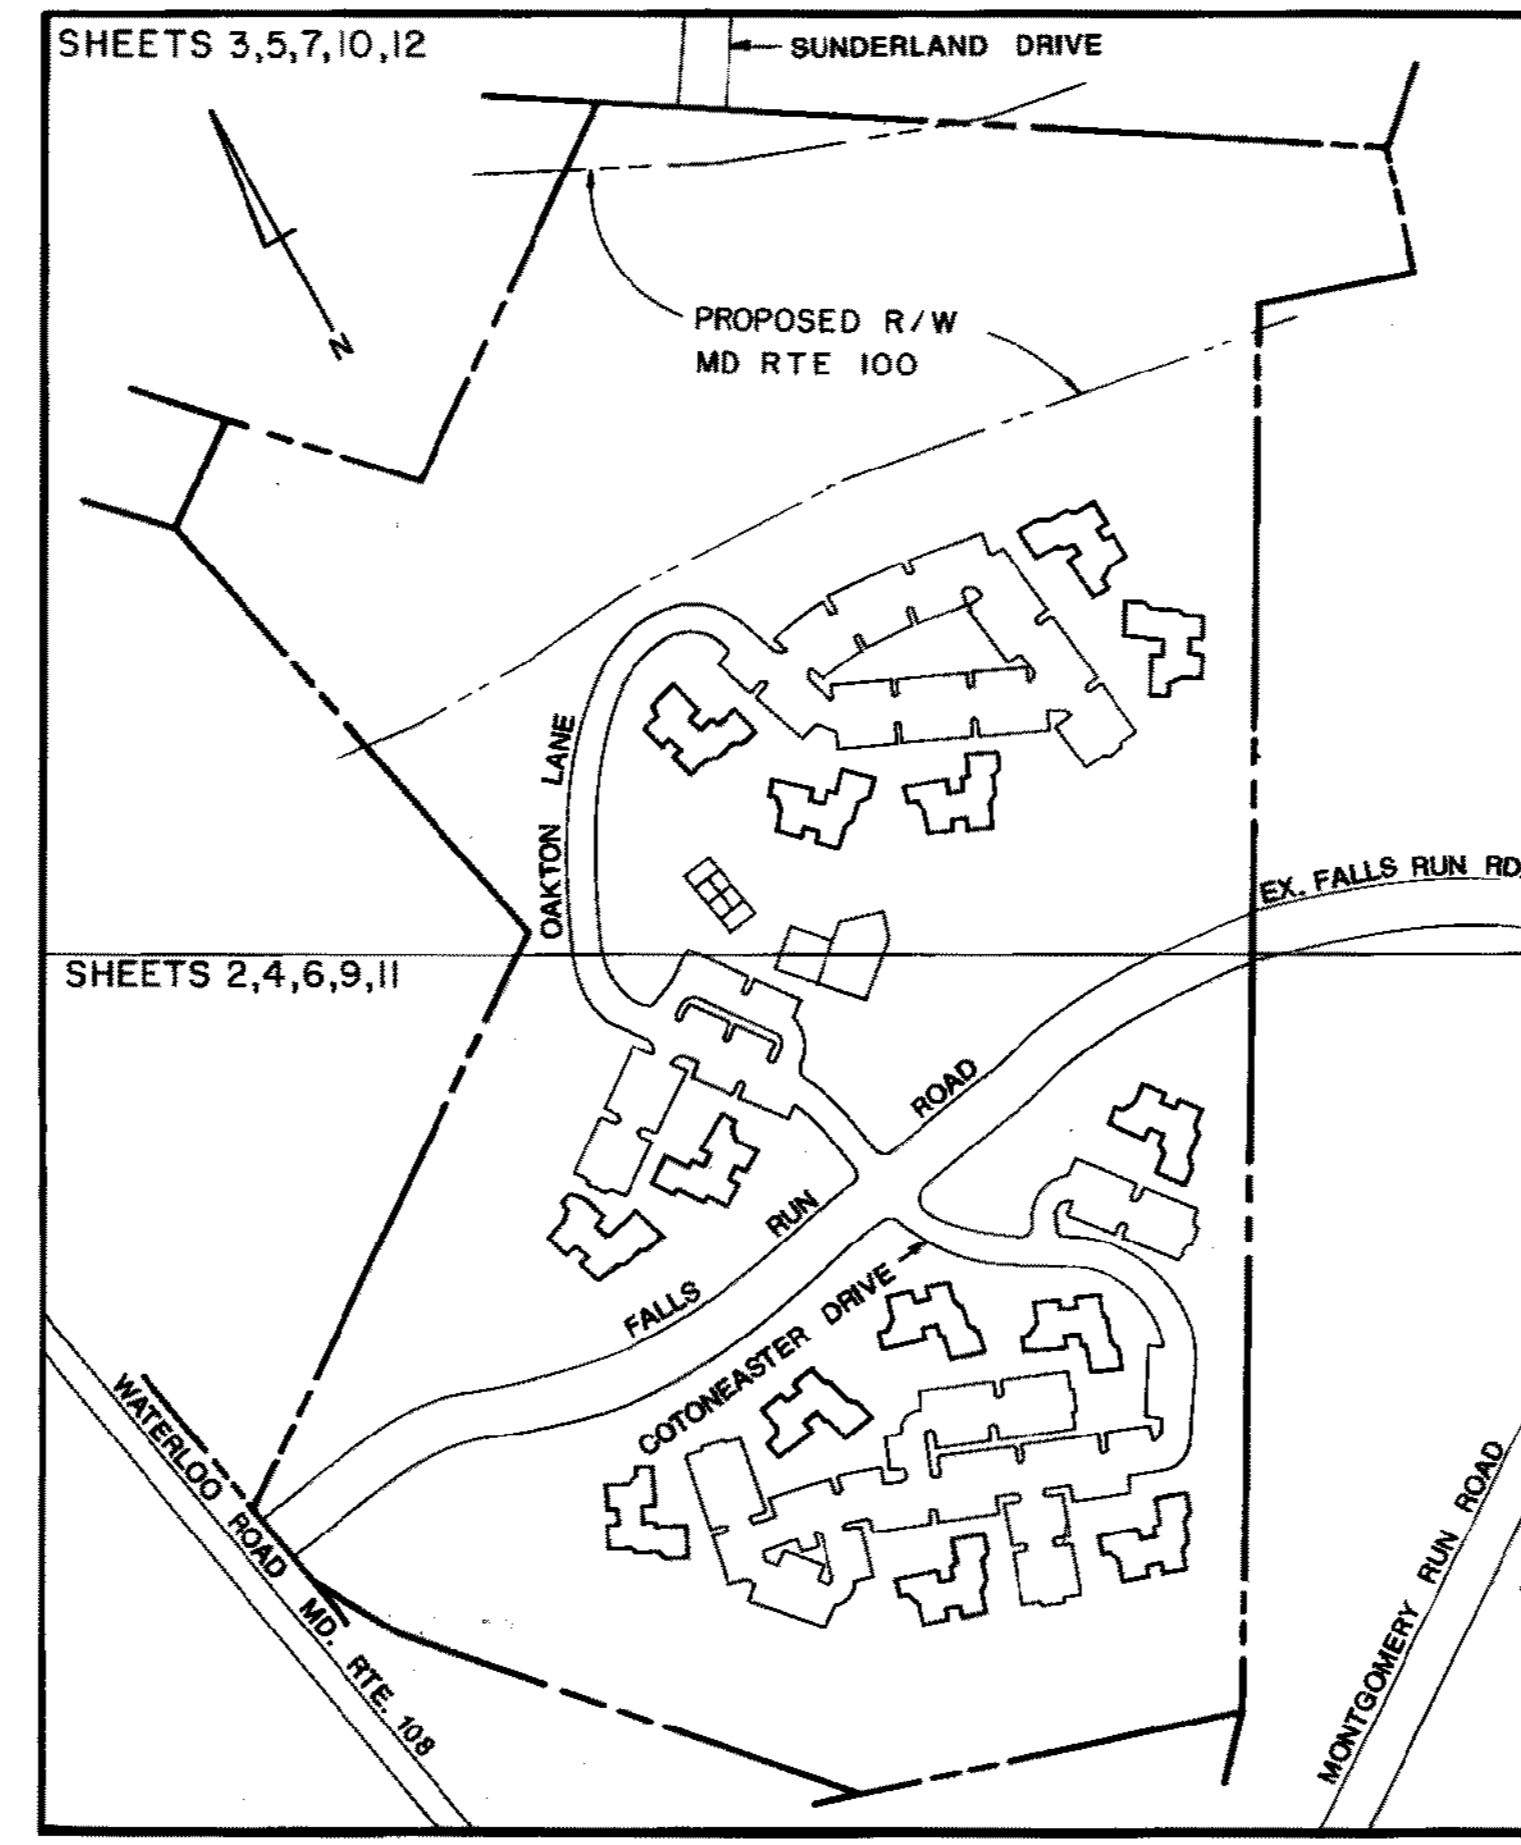 SHEETS 3,5,7,10,12
SUNDERLAND DRIVE
N
PROPOSED R/W
MD RTE 100
OAKTON LANE
EX. FALLS RUN RD.
SHEETS 2,4,6,9,11
FALLS RUN ROAD
COTONEASTER DRIVE
WATERLOO ROAD MD. RTE. 108
MONTGOMERY RUN ROAD